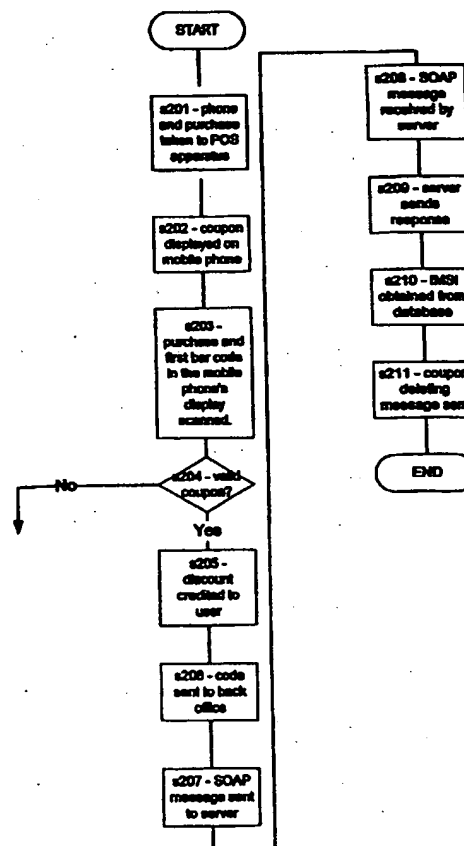 START
s201 - phone
and purchase
taken to POS
apparatus
s202 - coupon
displayed on
mobile phone
s203 -
purchase and
first bar code
in the mobile
phone's
display
scanned.
s204 - valid
coupon?
No
Yes
s205 -
discount
credited to
user
s206 - code
sent to back
office
s207 - SOAP
message sent
to server
s208 - SOAP
message
received by
server
s209 - server
sends
response
s210 - IMSI
obtained from
database
s211 - coupon
deleting
message sent
END